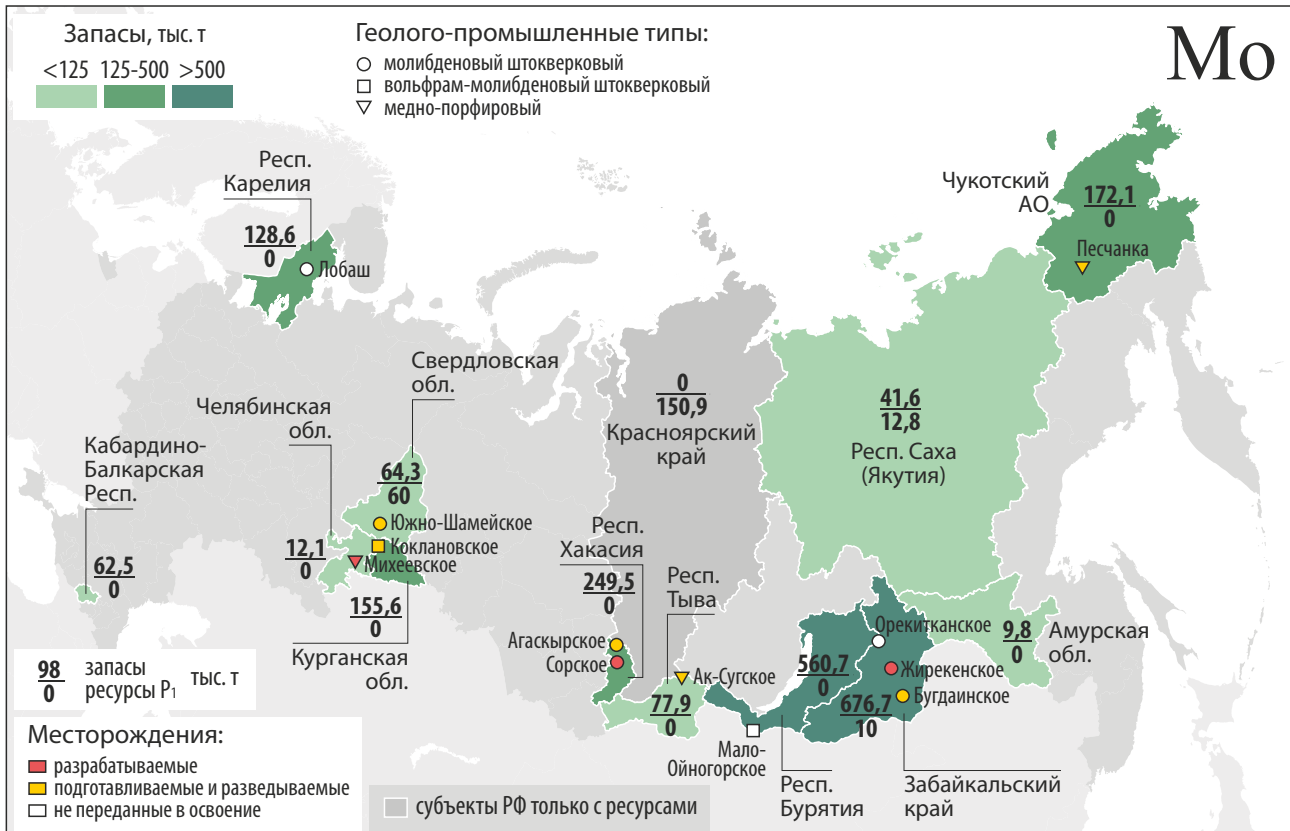 Запасы, тыс. т
<125 125-500 >500
Геолого-промышленные типы:
молибденовый штокверковый
вольфрам-молибденовый штокверковый
медно-порфировый
Mo
Респ.
Карелия
128,6
0
Лобаш
Чукотский
АО
172,1
0
Песчанка
Свердловская
обл.
64,3
60
Южно-Шамейское
Челябинская
обл.
12,1
0
Коклановское
Михеевское
Кабардино-
Балкарская
Респ.
62,5
0
155,6
0
Курганская
обл.
0
150,9
Красноярский
край
41,6
12,8
Респ. Саха
(Якутия)
Респ.
Хакасия
249,5
0
Агаскырское
Сорское
Респ.
Тыва
Ак-Сугское
77,9
0
Орекитканское
560,7
0
Жирекенское
Бугдаинское
676,7
10
9,8
0
Амурская
обл.
Мало-
Ойногорское
Респ.
Бурятия
Забайкальский
край
98
0
запасы
ресурсы P1
тыс. т
Месторождения:
разрабатываемые
подготавливаемые и разведываемые
не переданные в освоение
субъекты РФ только с ресурсами